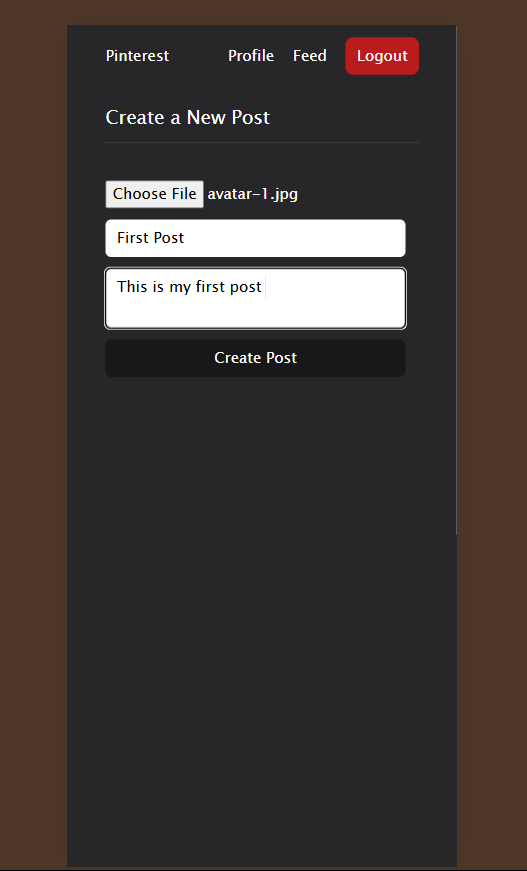 Pinterest Profile Feed Logout
Create a New Post
Choose File avatar-1.jpg
First Post
This is my first post
Create Post